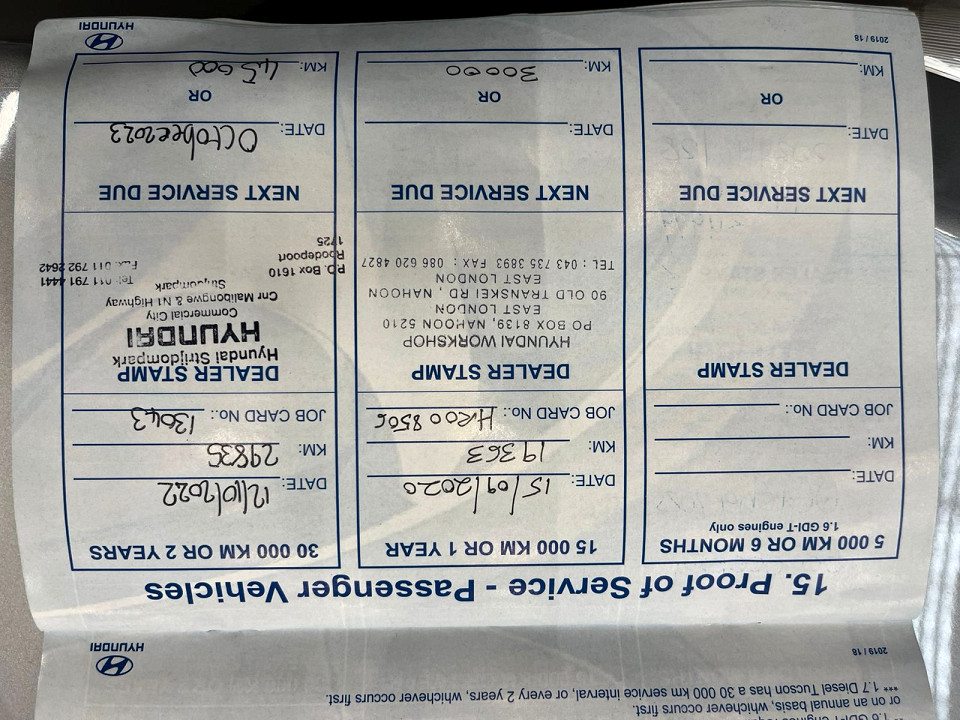 1.6 GDI-T engines
or on an annual basis, whichever occurs first.
*** 1.7 Diesel Tucson has a 30 000 km service interval, or every 2 years, whichever occurs first.
2019 / 18
HYUNDAI
15. Proof of Service - Passenger Vehicles
5 000 KM OR 6 MONTHS
1.6 GDI-T engines only
DATE:
KM:
JOB CARD No.:
DEALER STAMP
NEXT SERVICE DUE
DATE:
OR
KM:
15 000 KM OR 1 YEAR
DATE: 15/09/2020
KM: 19363
JOB CARD No.:
DEALER STAMP
HYUNDAI WORKSHOP
PO BOX 8139, NAHOON 5210
EAST LONDON
90 OLD TRANSKEI RD, NAHOON
EAST LONDON
TEL : 043 735 3893 FAX : 086 620 4827
NEXT SERVICE DUE
DATE:
OR
KM: 30000
30 000 KM OR 2 YEARS
DATE: 12/10/2022
KM: 29835
JOB CARD No.: 13043
DEALER STAMP
Hyundai Strijdompark
HYUNDAI
Commercial City
Cnr Malibongwe & N1 Highway
Strijdompark
P.O. Box 1610 Tel: 011 791 4441
Roodepoort Fax: 011 792 2642
1725
NEXT SERVICE DUE
DATE: October 2023
OR
KM: 45 000
2019 / 18
HYUNDAI